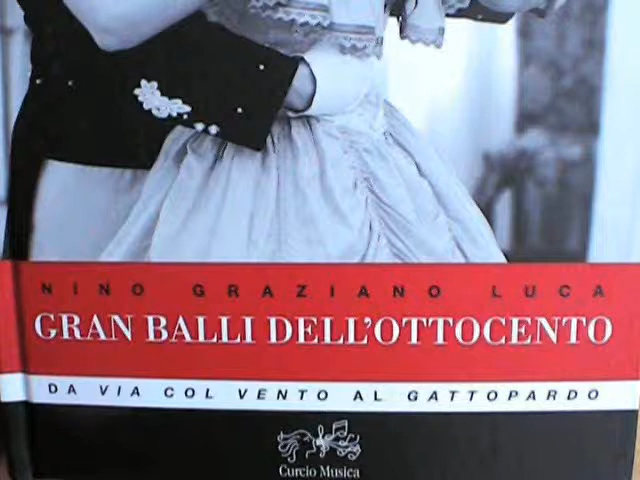 NINO GRAZIANO LUCA
GRAN BALLI DELL'OTTOCENTO
DA VIA COL VENTO AL GATTOPARDO
Curcio Musica